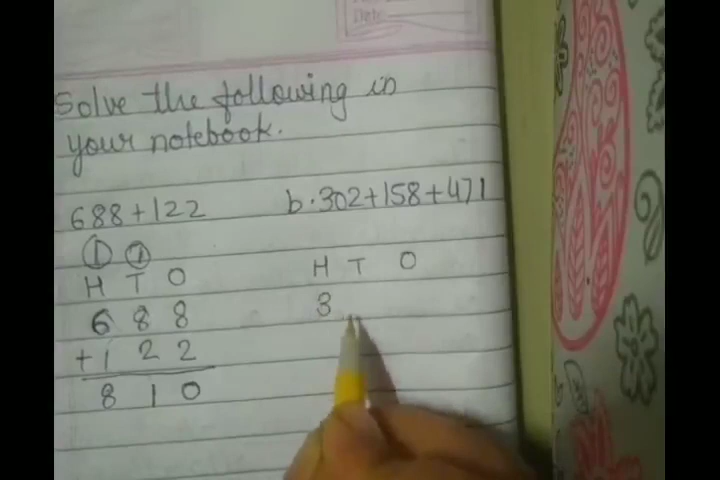 Date
Solve the following in
your notebook.
688+122
b. 302+158+471
① ①
H T O
H T O
6 8 8
3
+1 2 2
8 1 0